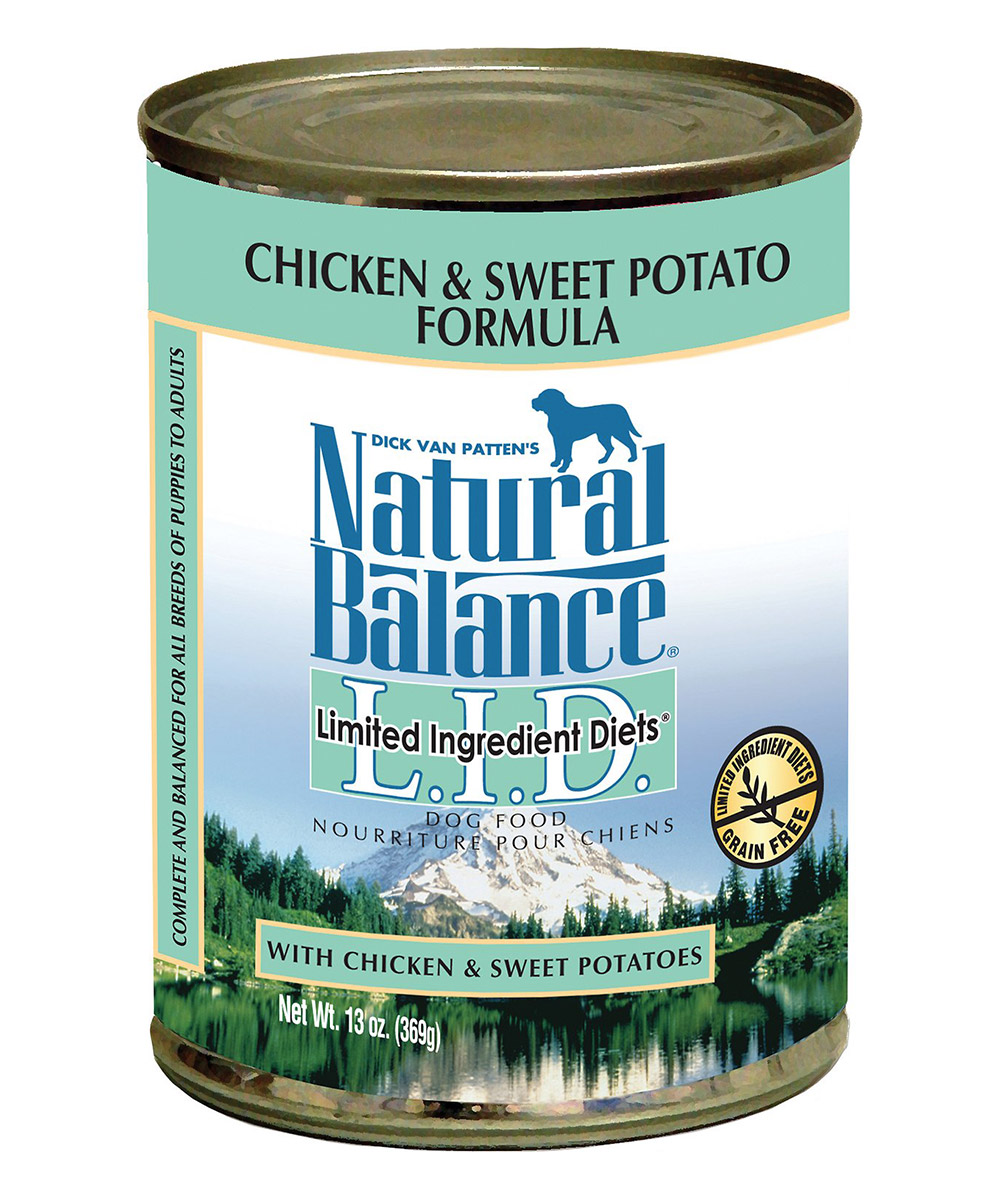 CHICKEN & SWEET POTATO
FORMULA
COMPLETE AND BALANCED FOR ALL BREEDS OF PUPPIES TO ADULTS
DICK VAN PATTEN'S
Natural
Balance®
L.I.D.
Limited Ingredient Diets®
DOG FOOD
NOURRITURE POUR CHIENS
LIMITED INGREDIENT DIETS
GRAIN FREE
WITH CHICKEN & SWEET POTATOES
Net Wt. 13 oz. (369g)